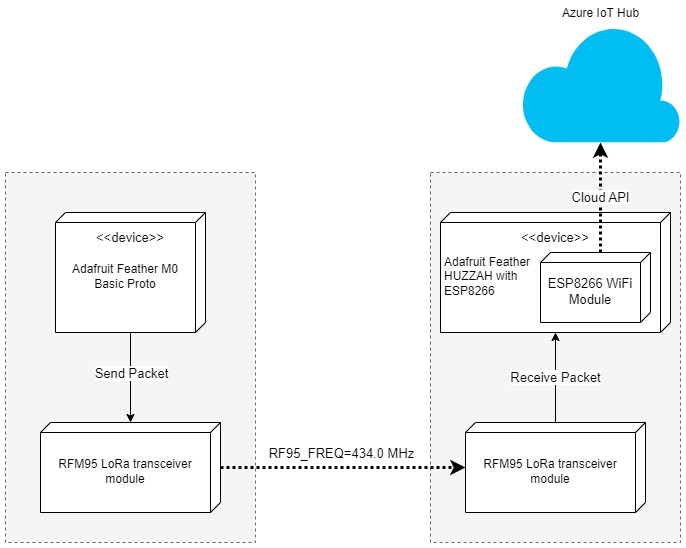 Azure IoT Hub
Cloud API
<<device>>
Adafruit Feather M0
Basic Proto
<<device>>
Adafruit Feather
HUZZAH with
ESP8266
ESP8266 WiFi
Module
Send Packet
Receive Packet
RFM95 LoRa transceiver
module
RF95_FREQ=434.0 MHz
RFM95 LoRa transceiver
module